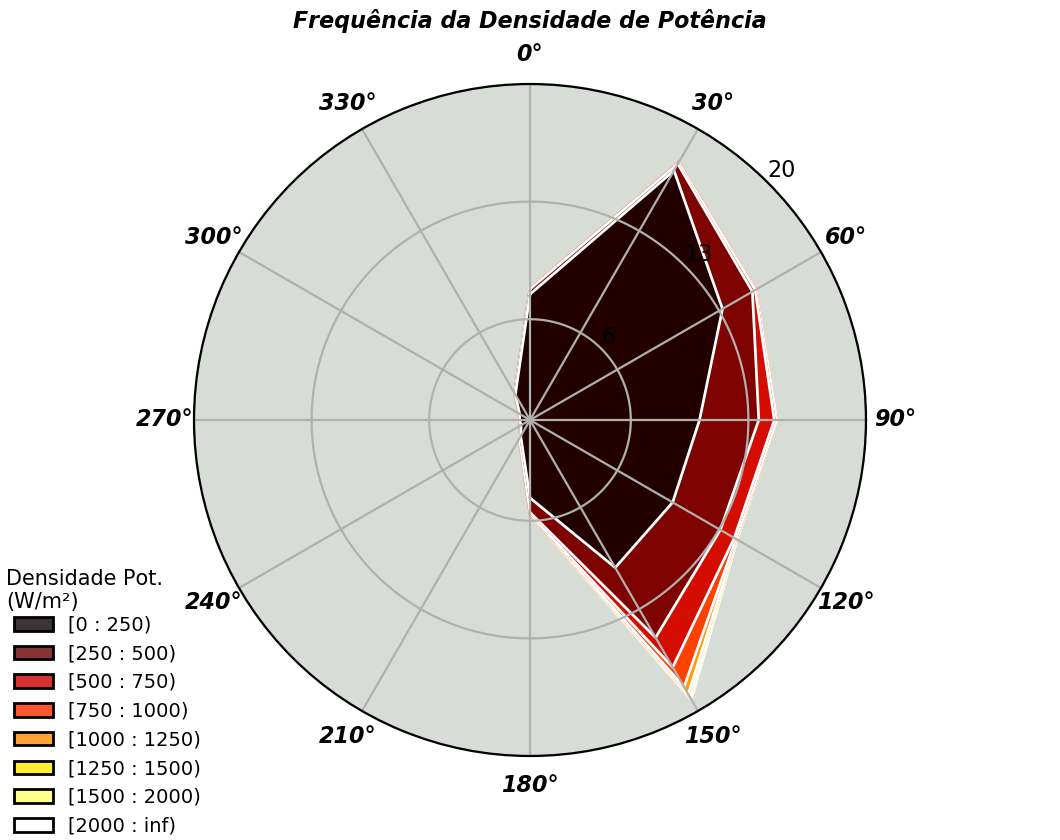 Frequência da Densidade de Potência
0°
330°
30°
20
300°
60°
13
6
270°
90°
Densidade Pot.
(W/m²)
240°
120°
[0 : 250)
[250 : 500)
[500 : 750)
[750 : 1000)
210°
150°
[1000 : 1250)
[1250 : 1500)
180°
[1500 : 2000)
[2000 : inf)